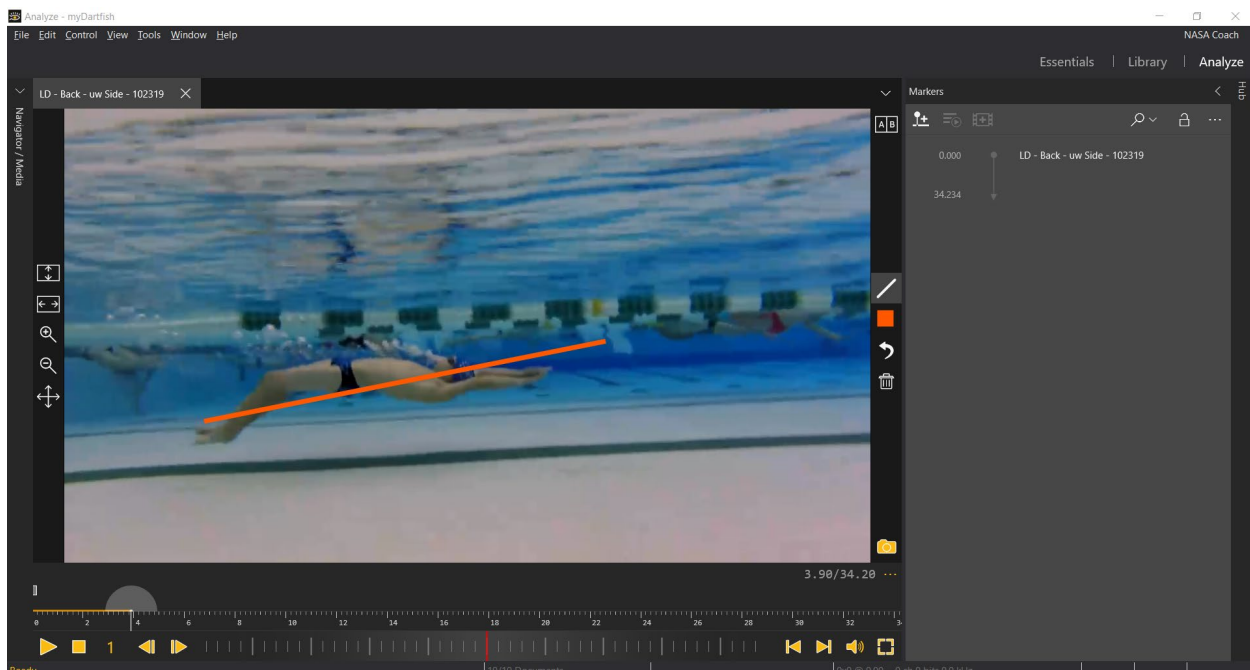 Analyze - myDartfish
File Edit Control View Tools Window Help
NASA Coach
Essentials | Library | Analyze
Navigator / Media
LD - Back - uw Side - 102319
A B
Markers
Hub
0.000 LD - Back - uw Side - 102319
34.234
3.90/34.20 ...
0 2 4 6 8 10 12 14 16 18 20 22 24 26 28 30 32 3
1